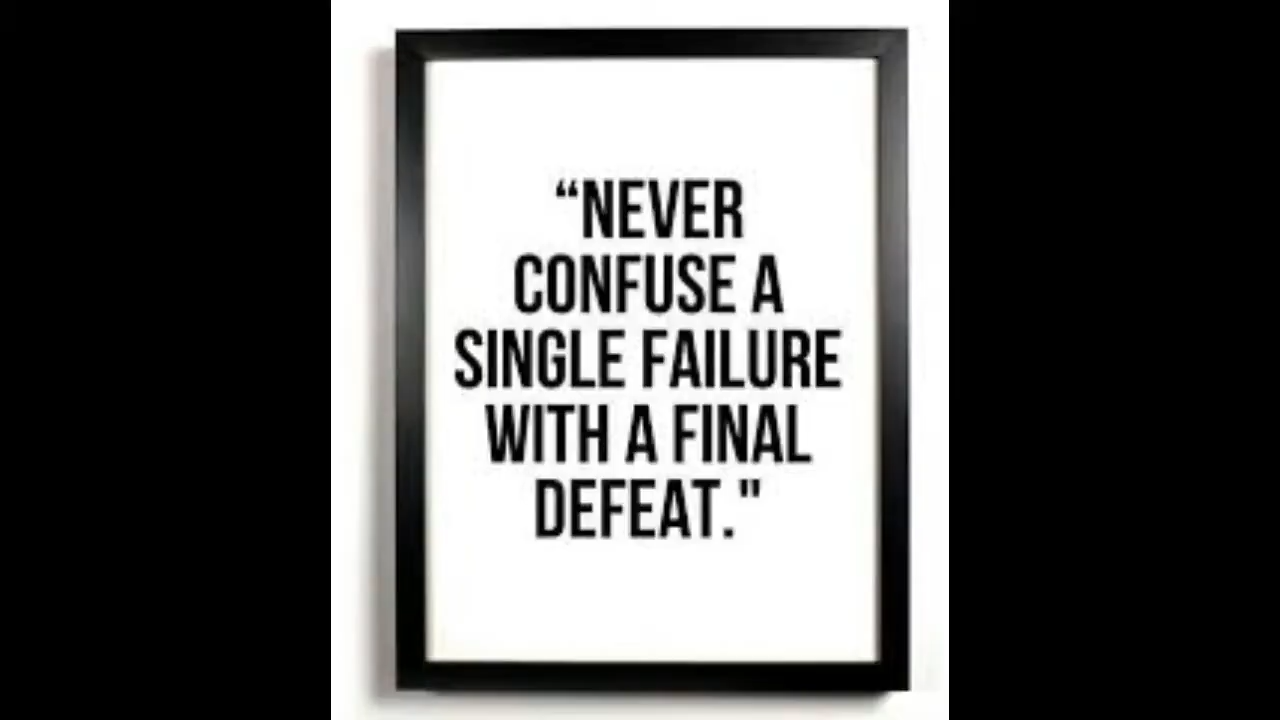 “NEVER
CONFUSE A
SINGLE FAILURE
WITH A FINAL
DEFEAT."